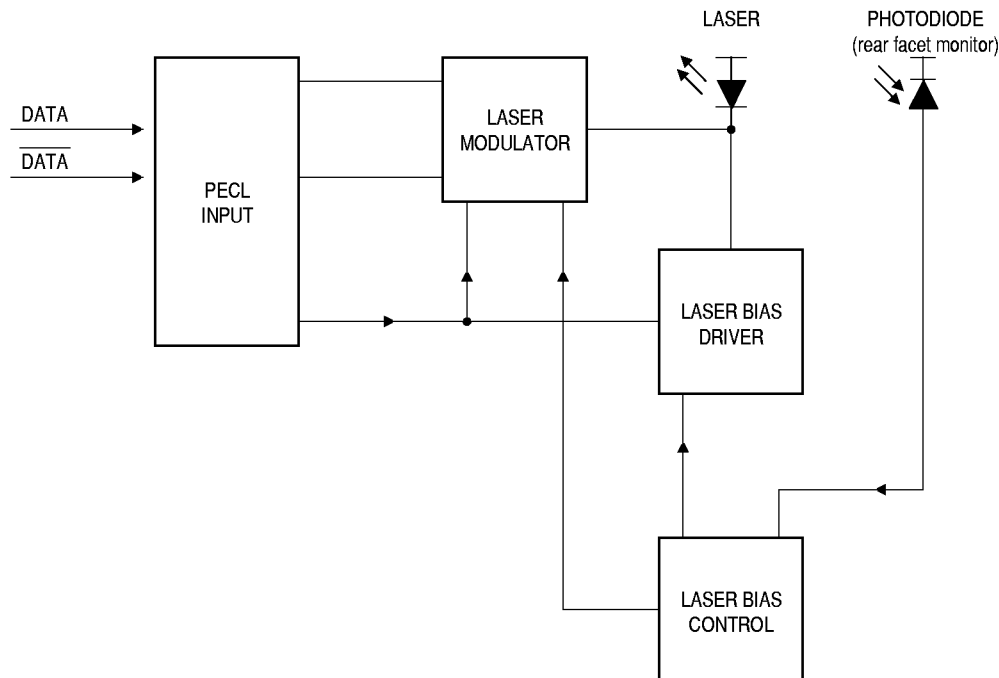 LASER
PHOTODIODE
(rear facet monitor)
DATA
DATA
PECL
INPUT
LASER
MODULATOR
LASER BIAS
DRIVER
LASER BIAS
CONTROL